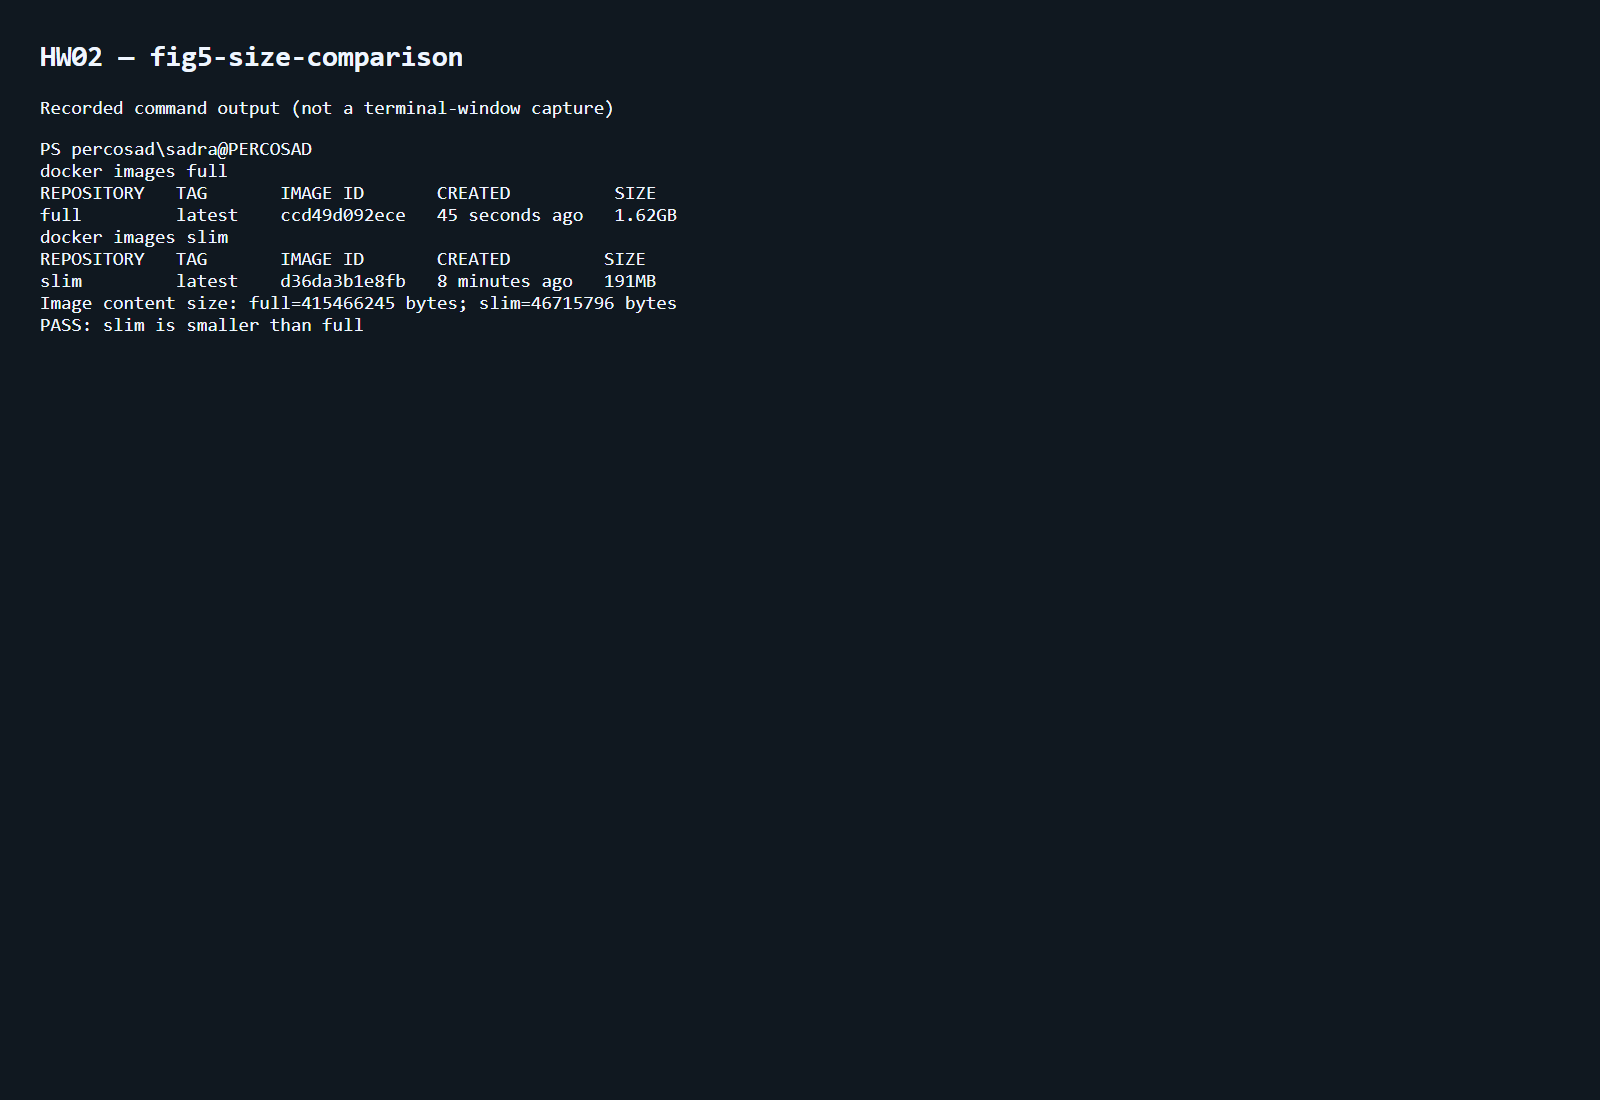 HW02 – fig5-size-comparison
Recorded command output (not a terminal-window capture)
PS percosad\sadra@PERCOSAD
docker images full
REPOSITORY   TAG       IMAGE ID       CREATED          SIZE
full         latest    ccd49d092ece   45 seconds ago   1.62GB
docker images slim
REPOSITORY   TAG       IMAGE ID       CREATED         SIZE
slim         latest    d36da3b1e8fb   8 minutes ago   191MB
Image content size: full=415466245 bytes; slim=46715796 bytes
PASS: slim is smaller than full